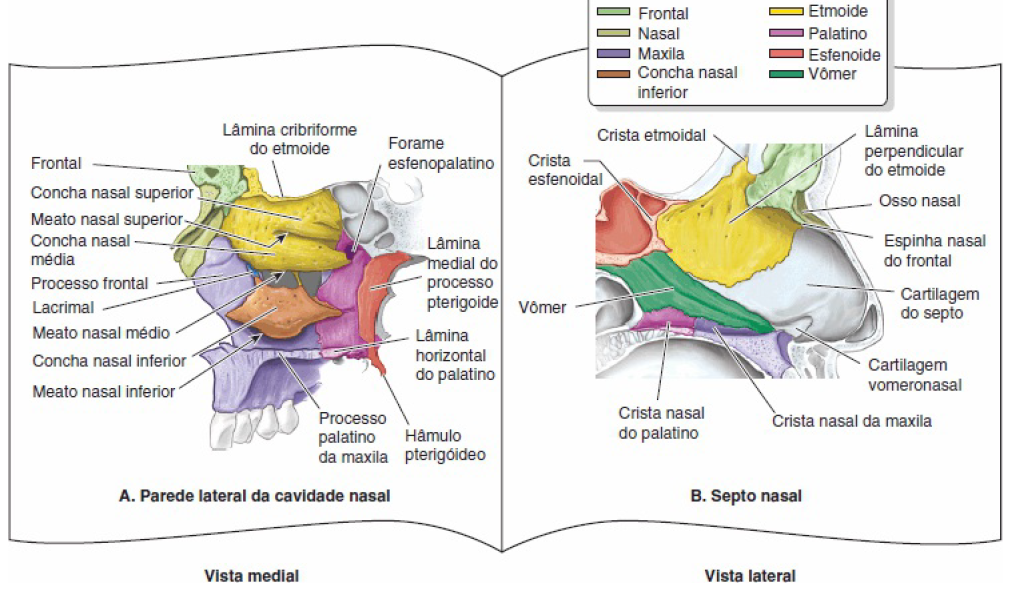 Frontal
Nasal
Maxila
Concha nasal
inferior
Etmoide
Palatino
Esfenoide
Vômer
Lâmina cribriforme
do etmoide
Forame
esfenopalatino
Frontal
Concha nasal superior
Meato nasal superior
Concha nasal
média
Processo frontal
Lacrimal
Meato nasal médio
Concha nasal inferior
Meato nasal inferior
Lâmina
medial do
processo
pterigoide
Lâmina
horizontal
do palatino
Processo
palatino
da maxila
Hâmulo
pterigóideo
A. Parede lateral da cavidade nasal
Vista medial
Crista etmoidal
Crista
esfenoidal
Lâmina
perpendicular
do etmoide
Osso nasal
Espinha nasal
do frontal
Cartilagem
do septo
Vômer
Cartilagem
vomeronasal
Crista nasal
do palatino
Crista nasal da maxila
B. Septo nasal
Vista lateral